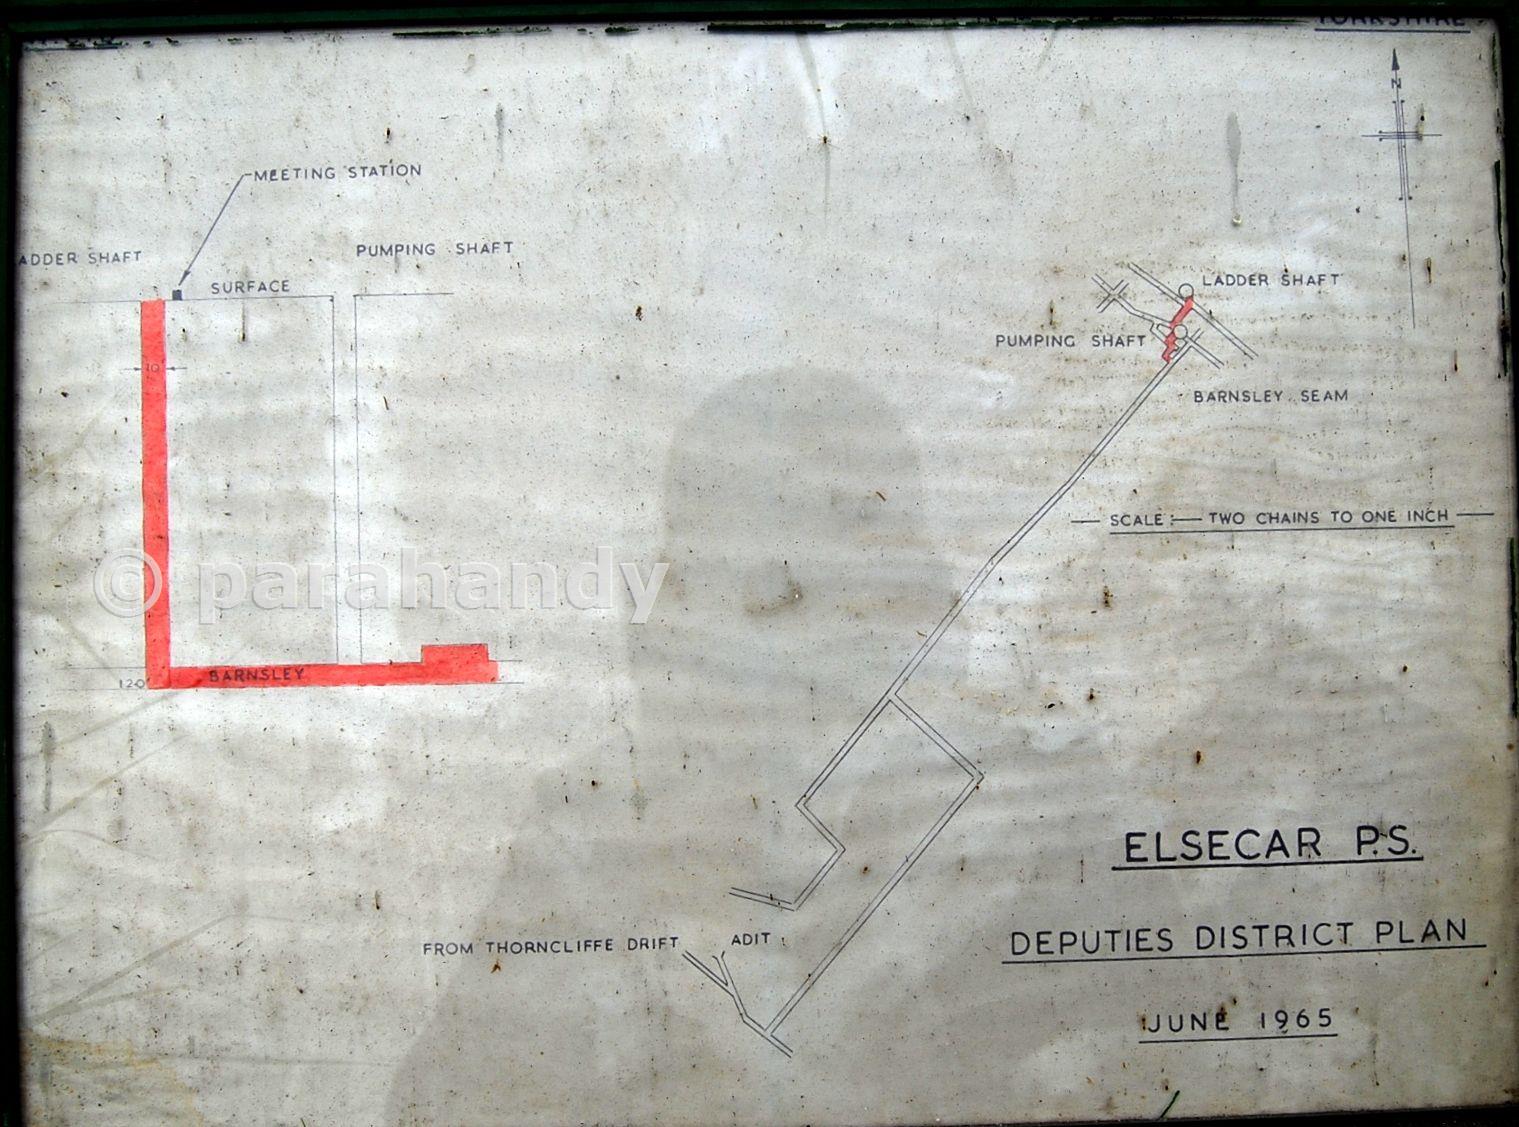 YORKSHIRE
N
MEETING STATION
ADDER SHAFT
PUMPING SHAFT
SURFACE
10'
120'
BARNSLEY
LADDER SHAFT
PUMPING SHAFT
BARNSLEY SEAM
SCALE :— TWO CHAINS TO ONE INCH
© parahandy
ELSECAR P.S.
DEPUTIES DISTRICT PLAN
JUNE 1965
FROM THORNCLIFFE DRIFT
ADIT